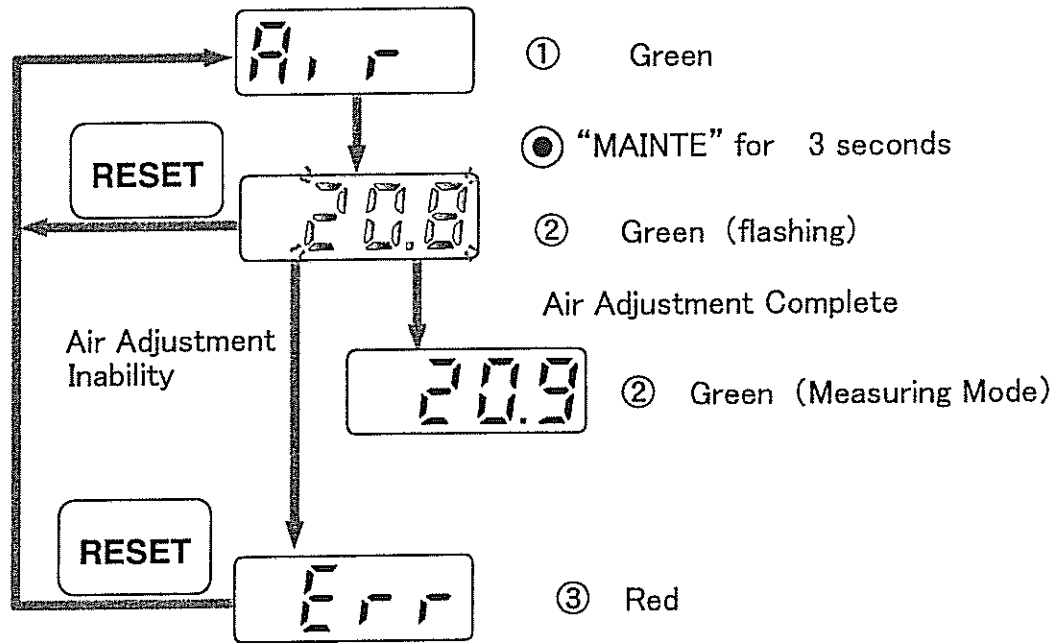 Air ① Green
RESET
◉ “MAINTE” for 3 seconds
20.8 ② Green (flashing)
Air Adjustment Complete
Air Adjustment
Inability
20.9 ② Green (Measuring Mode)
RESET
Err ③ Red